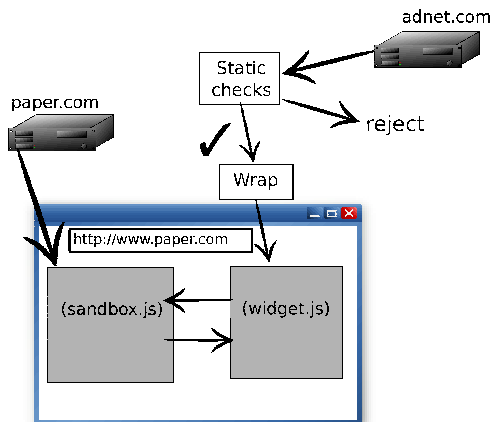 adnet.com
Static
checks
paper.com
reject
Wrap
http://www.paper.com
(sandbox.js)
(widget.js)